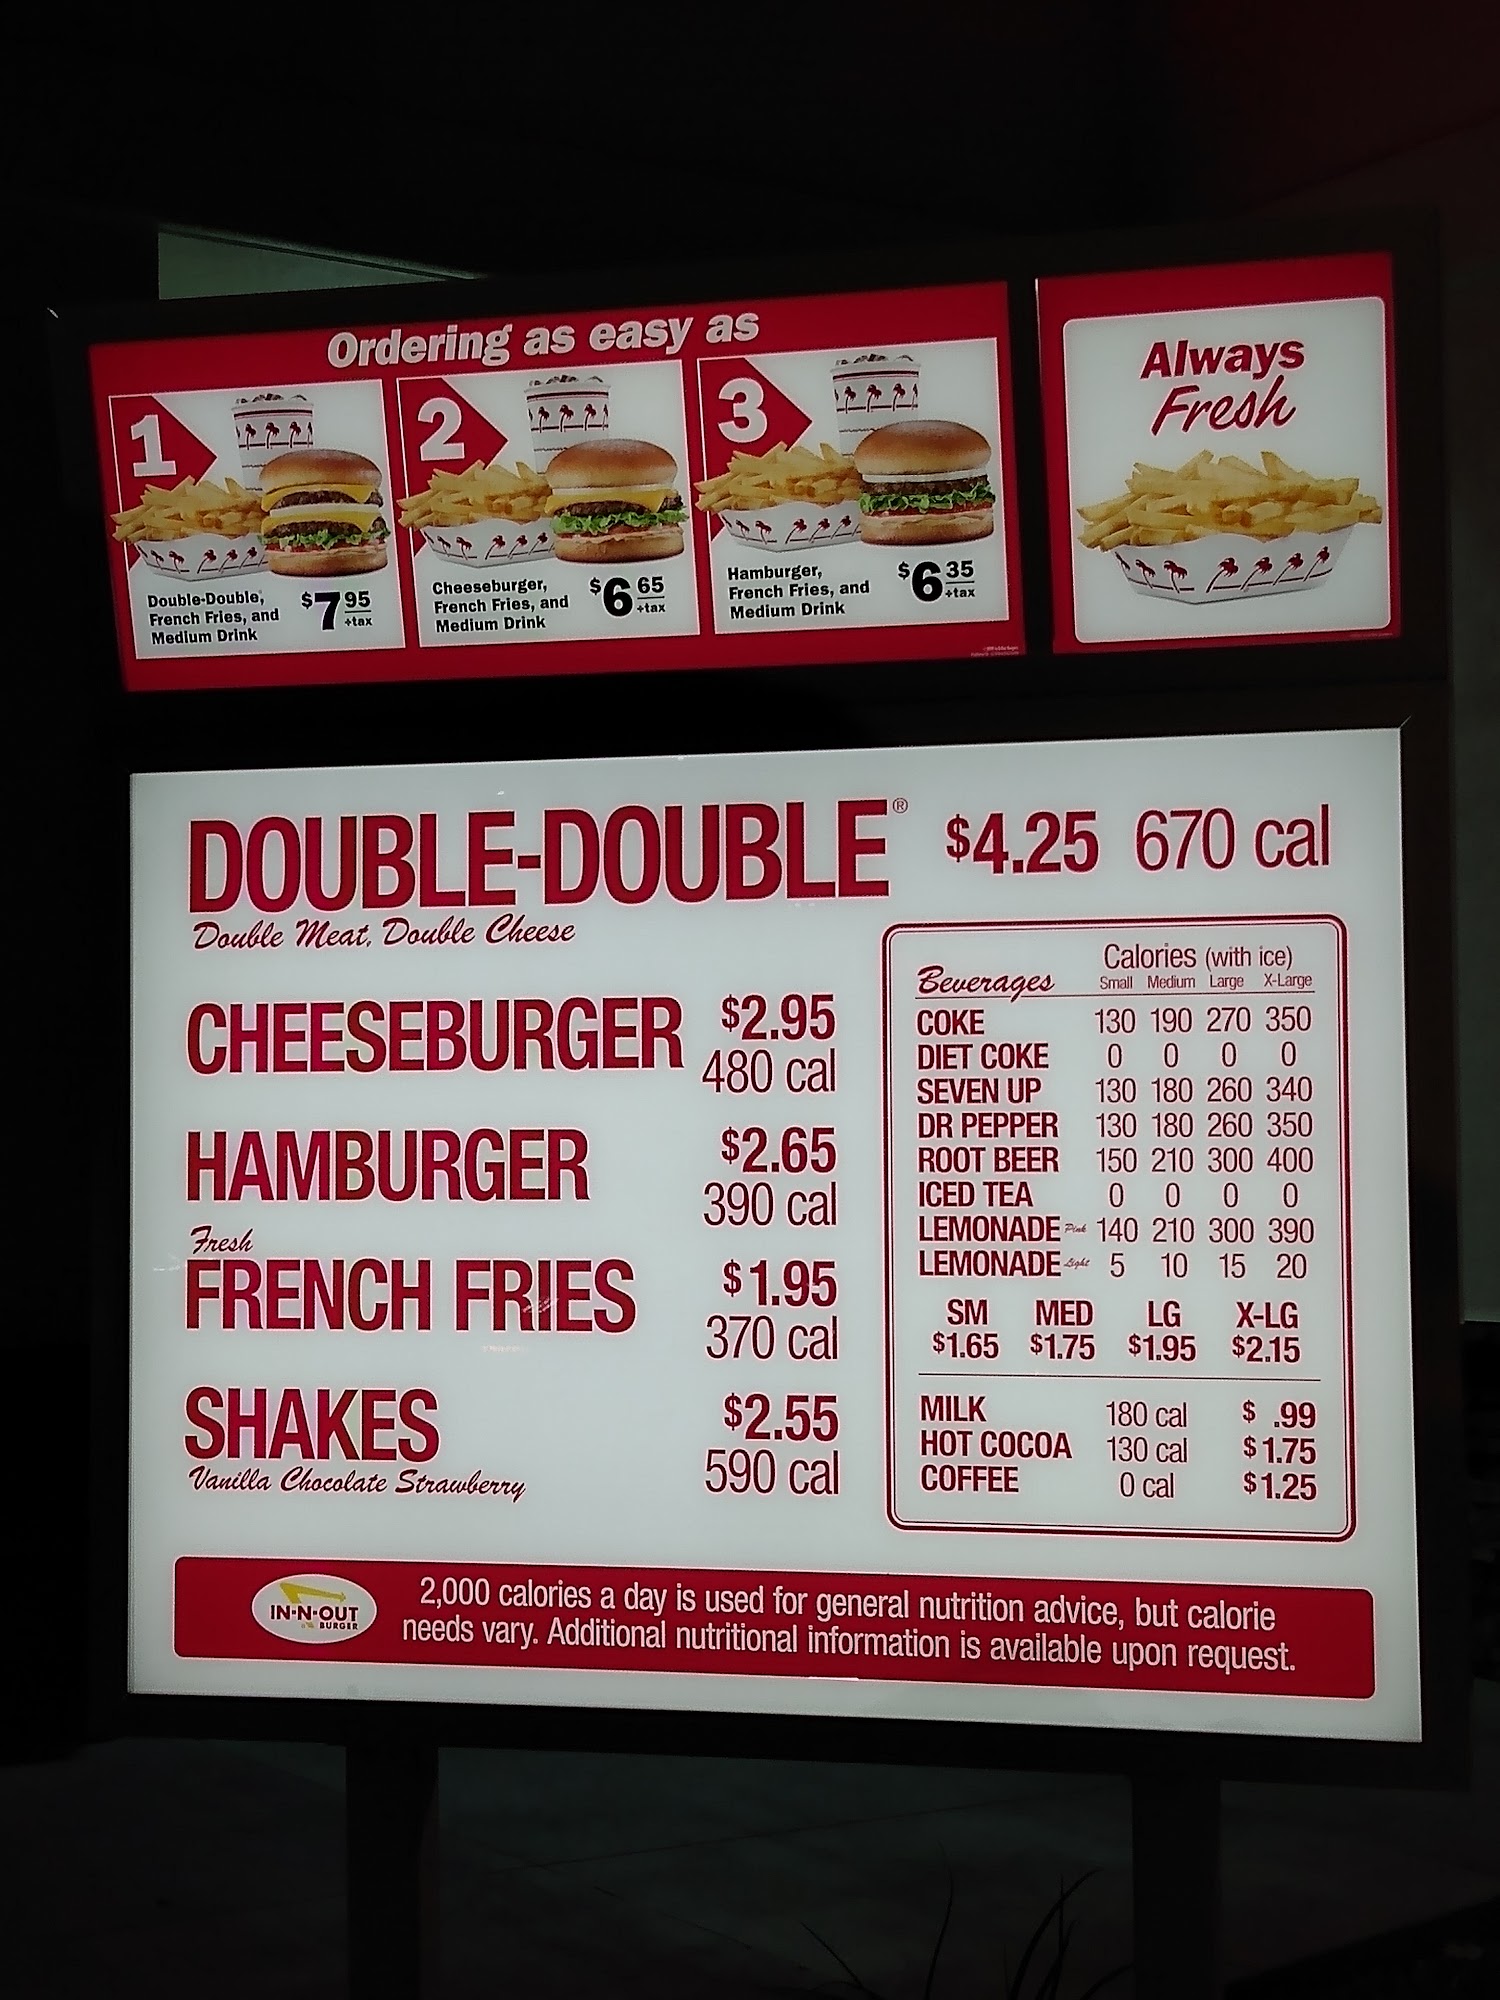 Ordering as easy as
1
Double-Double,
French Fries, and
Medium Drink
$7 95
+tax
2
Cheeseburger,
French Fries, and
Medium Drink
$6 65
+tax
3
Hamburger,
French Fries, and
Medium Drink
$6 35
+tax
Always
Fresh
DOUBLE-DOUBLE® $4.25 670 cal
Double Meat, Double Cheese
CHEESEBURGER $2.95
480 cal
HAMBURGER $2.65
390 cal
Fresh
FRENCH FRIES $1.95
370 cal
SHAKES $2.55
Vanilla Chocolate Strawberry 590 cal
Calories (with ice)
Beverages Small Medium Large X-Large
COKE 130 190 270 350
DIET COKE 0 0 0 0
SEVEN UP 130 180 260 340
DR PEPPER 130 180 260 350
ROOT BEER 150 210 300 400
ICED TEA 0 0 0 0
LEMONADE Pink 140 210 300 390
LEMONADE Light 5 10 15 20
SM MED LG X-LG
$1.65 $1.75 $1.95 $2.15
MILK 180 cal $ .99
HOT COCOA 130 cal $1.75
COFFEE 0 cal $1.25
IN-N-OUT
BURGER
2,000 calories a day is used for general nutrition advice, but calorie
needs vary. Additional nutritional information is available upon request.